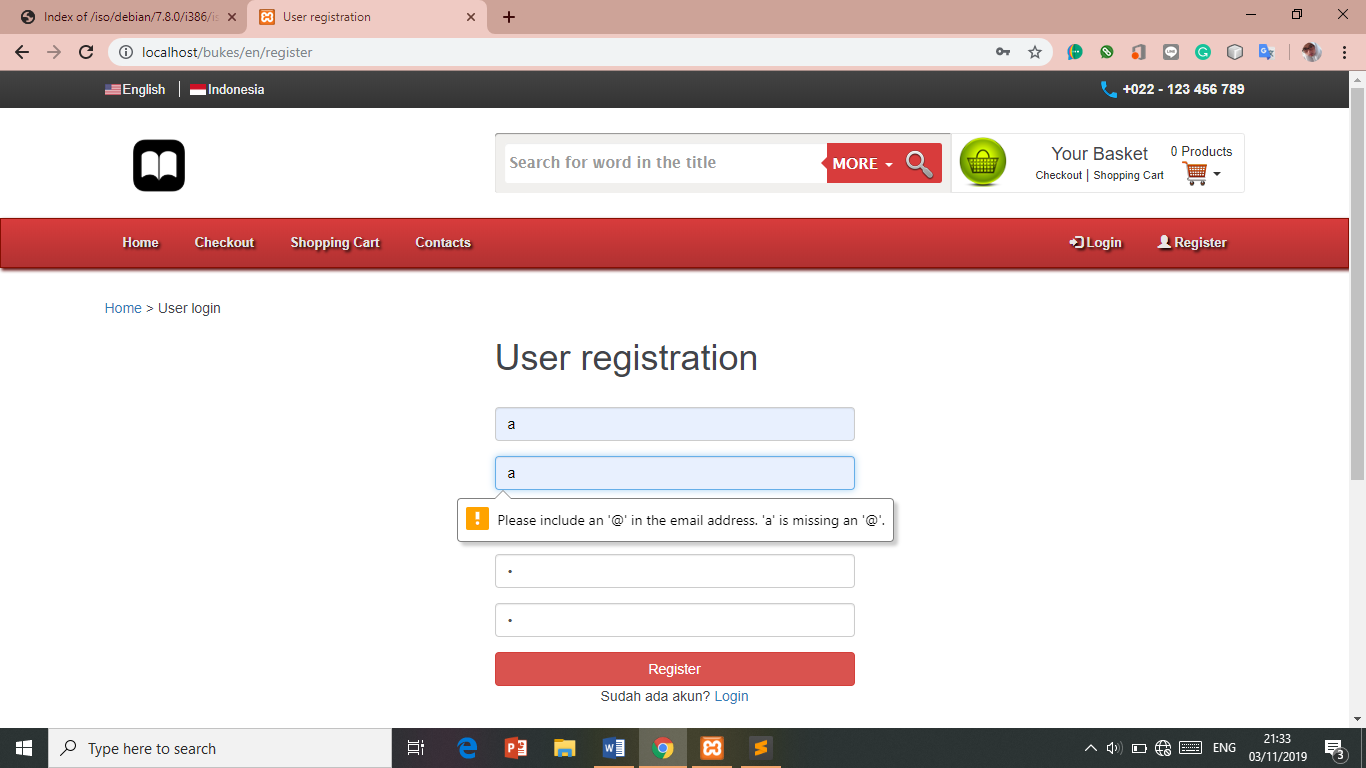 Index of /iso/debian/7.8.0/i386/is
User registration
localhost/bukes/en/register
English
Indonesia
+022 - 123 456 789
Search for word in the title
MORE
Your Basket
0 Products
Checkout | Shopping Cart
Home
Checkout
Shopping Cart
Contacts
Login
Register
Home > User login
User registration
a
a
Please include an '@' in the email address. 'a' is missing an '@'.
Register
Sudah ada akun? Login
Type here to search
ENG
21:33
03/11/2019
3